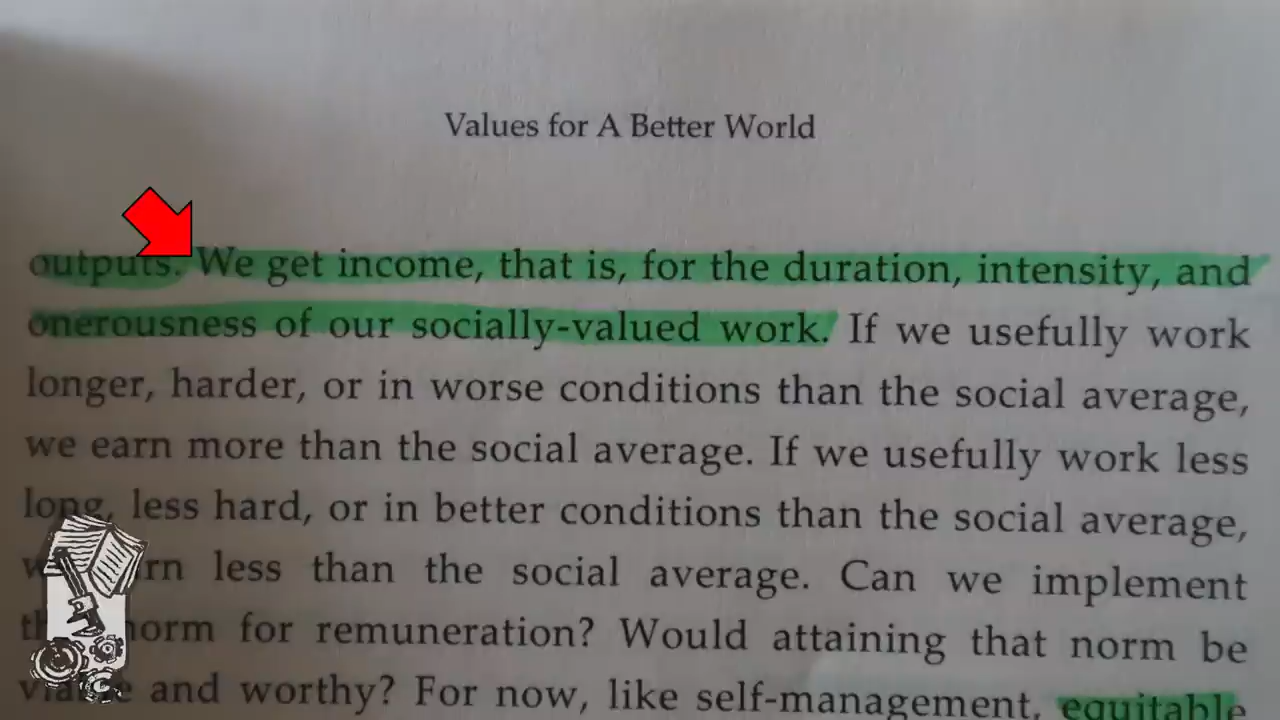 Values for A Better World
outputs. We get income, that is, for the duration, intensity, and
onerousness of our socially-valued work. If we usefully work
longer, harder, or in worse conditions than the social average,
we earn more than the social average. If we usefully work less
long, less hard, or in better conditions than the social average,
less than the social average. Can we implement
norm for remuneration? Would attaining that norm be
and worthy? For now, like self-management, equitable